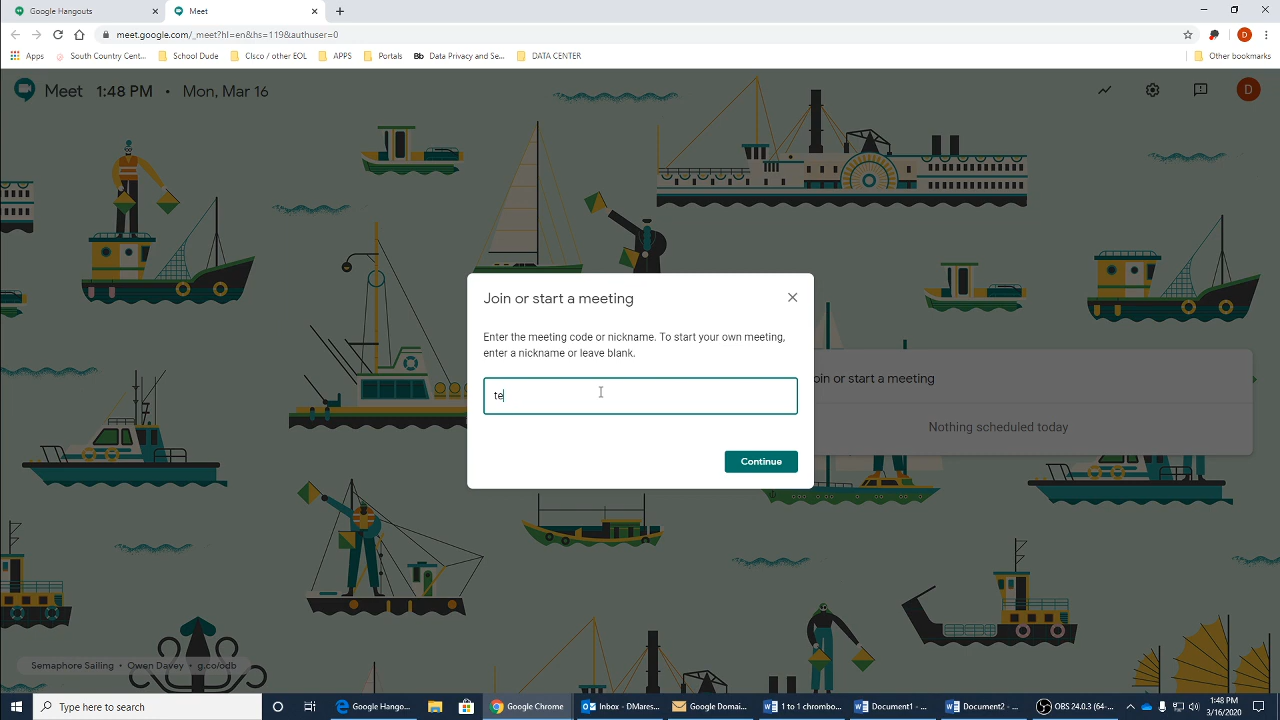 Google Hangouts
Meet
meet.google.com/_meet?hl=en&hs=119&authuser=0
D
Apps
South Country Cent...
School Dude
CIsco / other EOL
APPS
Portals
Bb Data Privacy and Se...
DATA CENTER
Other bookmarks
Meet 1:48 PM • Mon, Mar 16
D
Join or start a meeting
Enter the meeting code or nickname. To start your own meeting,
enter a nickname or leave blank.
te
Continue
oin or start a meeting
Nothing scheduled today
Semaphore Sailing • Owen Davey • g.co/odb
Type here to search
Google Hango...
Google Chrome
Inbox - DMares...
Google Domai...
1 to 1 chrombo...
Document1 - ...
Document2 - ...
OBS 24.0.3 (64-...
1:48 PM
3/16/2020